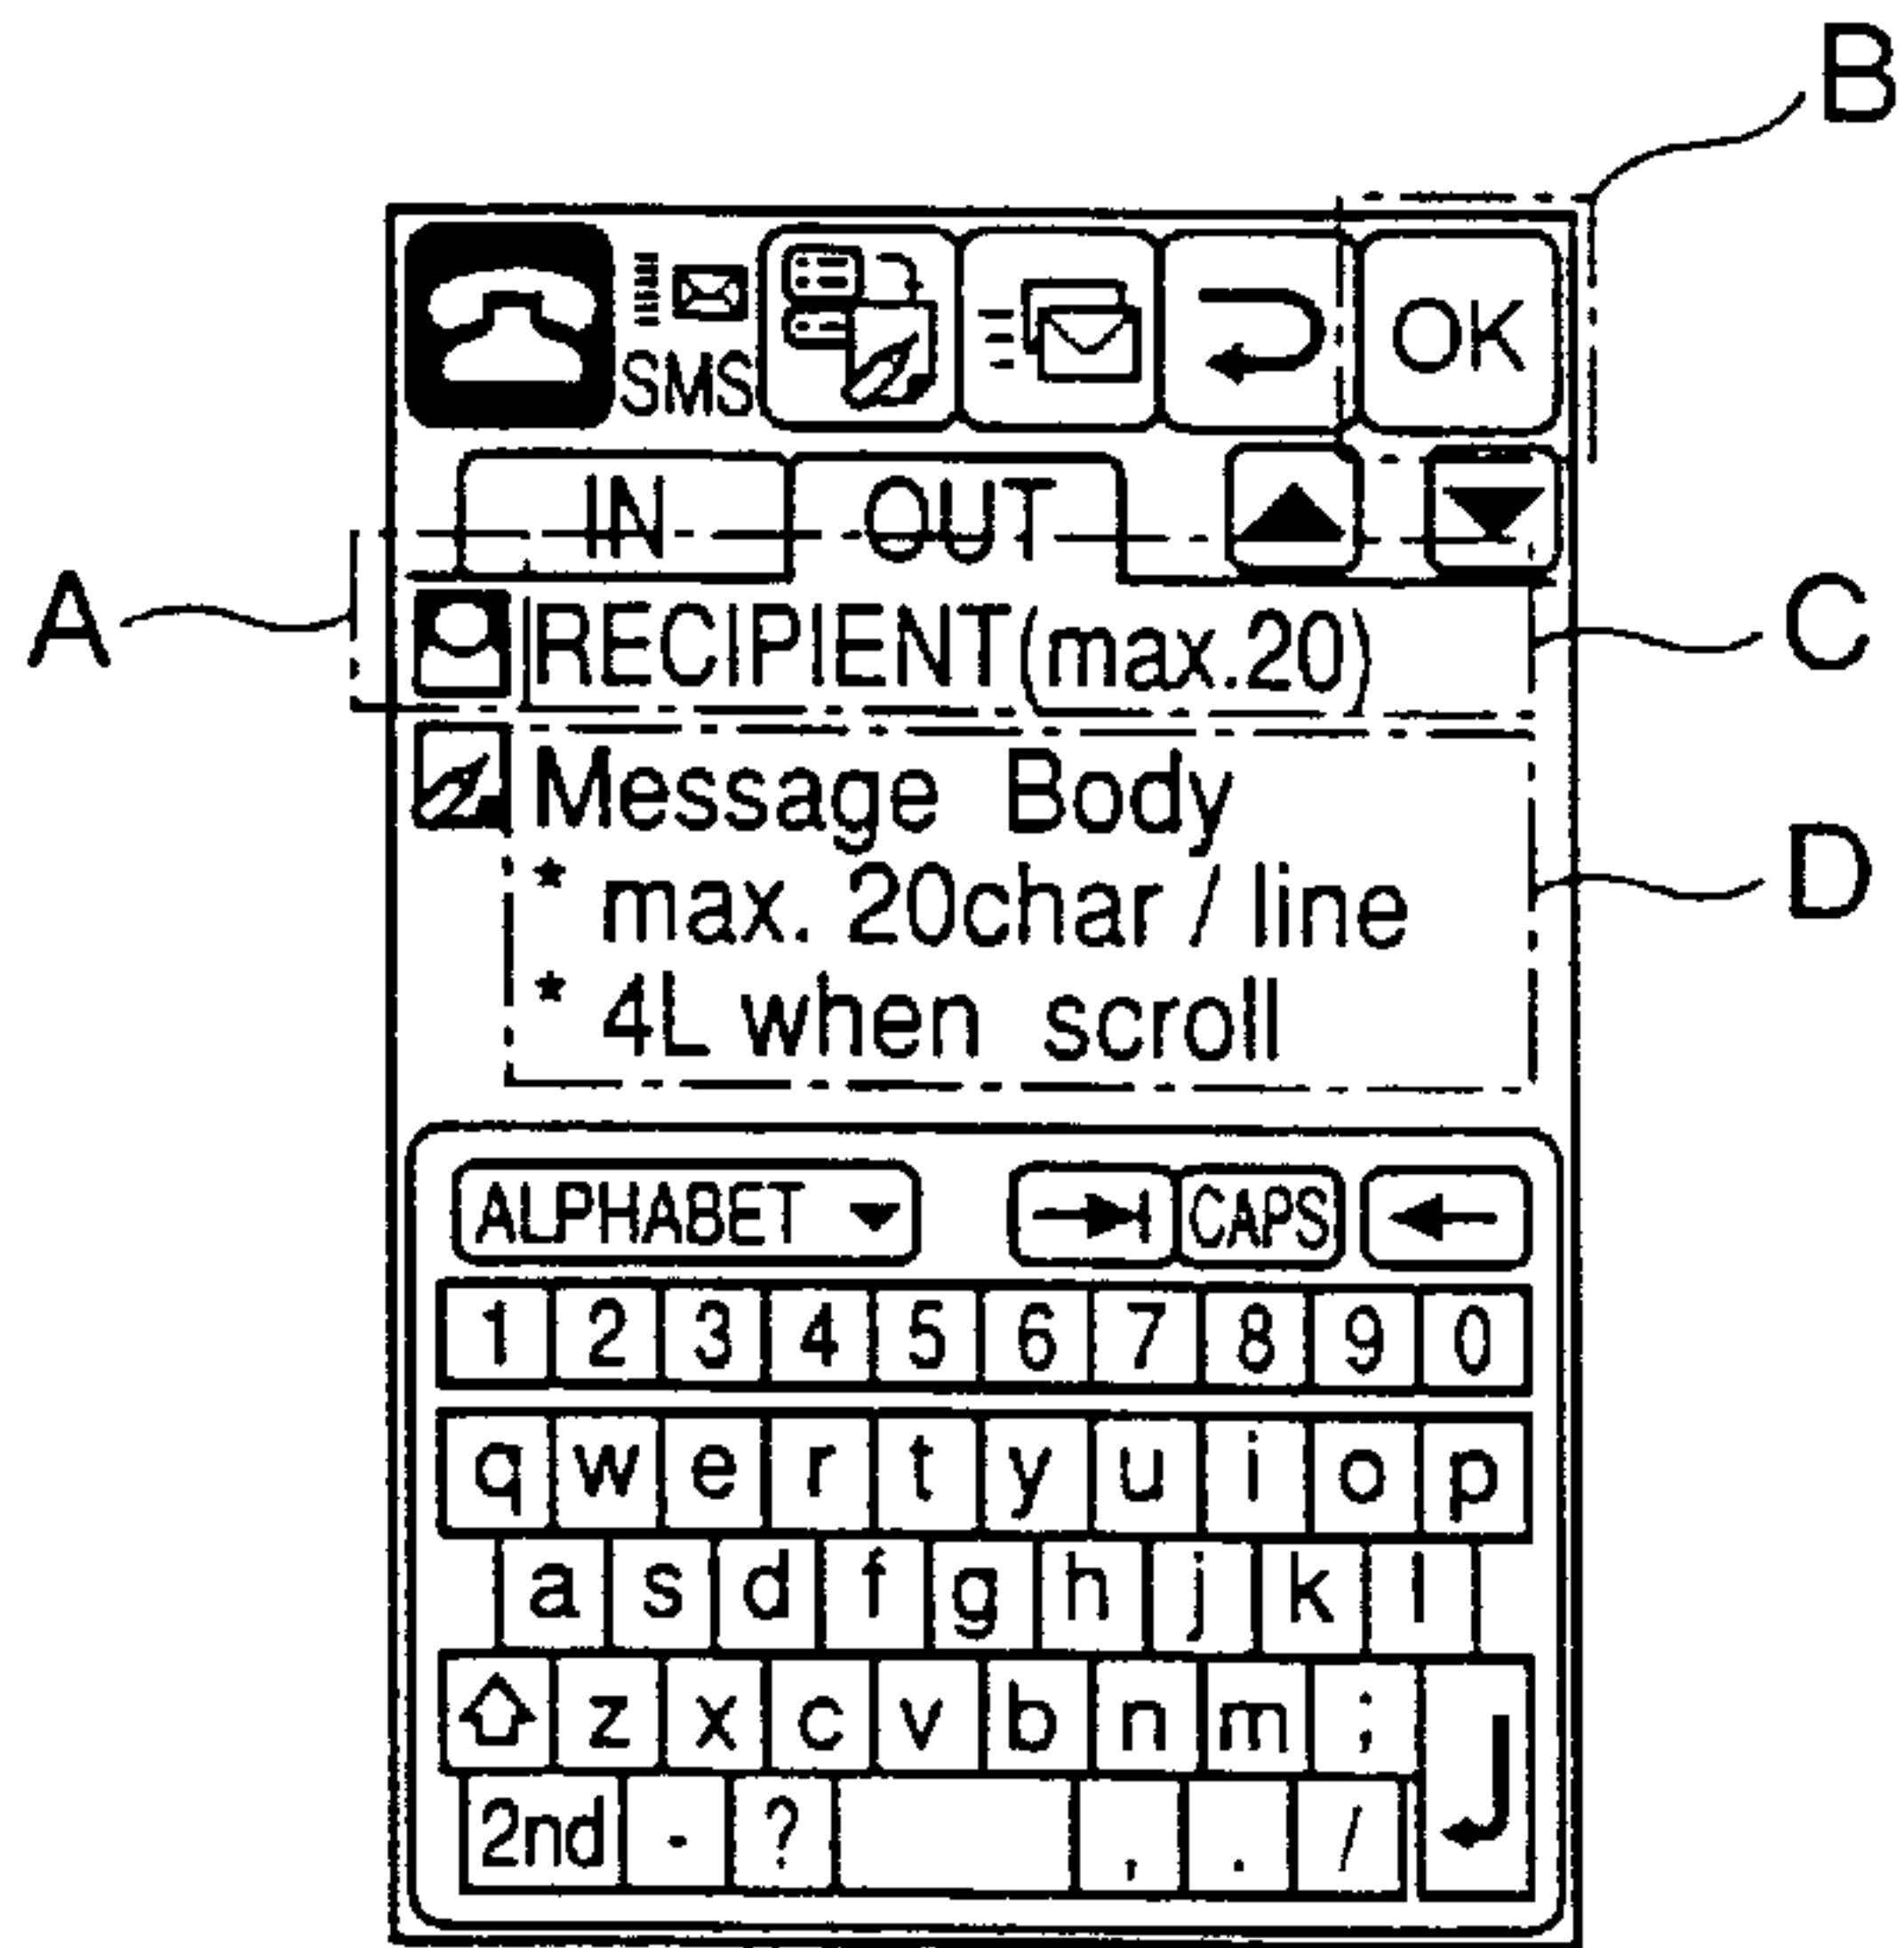 B
SMS
OK
IN OUT
A
RECIPIENT(max.20)
C
Message Body
* max. 20char / line
D
* 4L when scroll
ALPHABET CAPS
1 2 3 4 5 6 7 8 9 0
q w e r t y u i o p
a s d f g h j k l
z x c v b n m ;
2nd - ? , . /